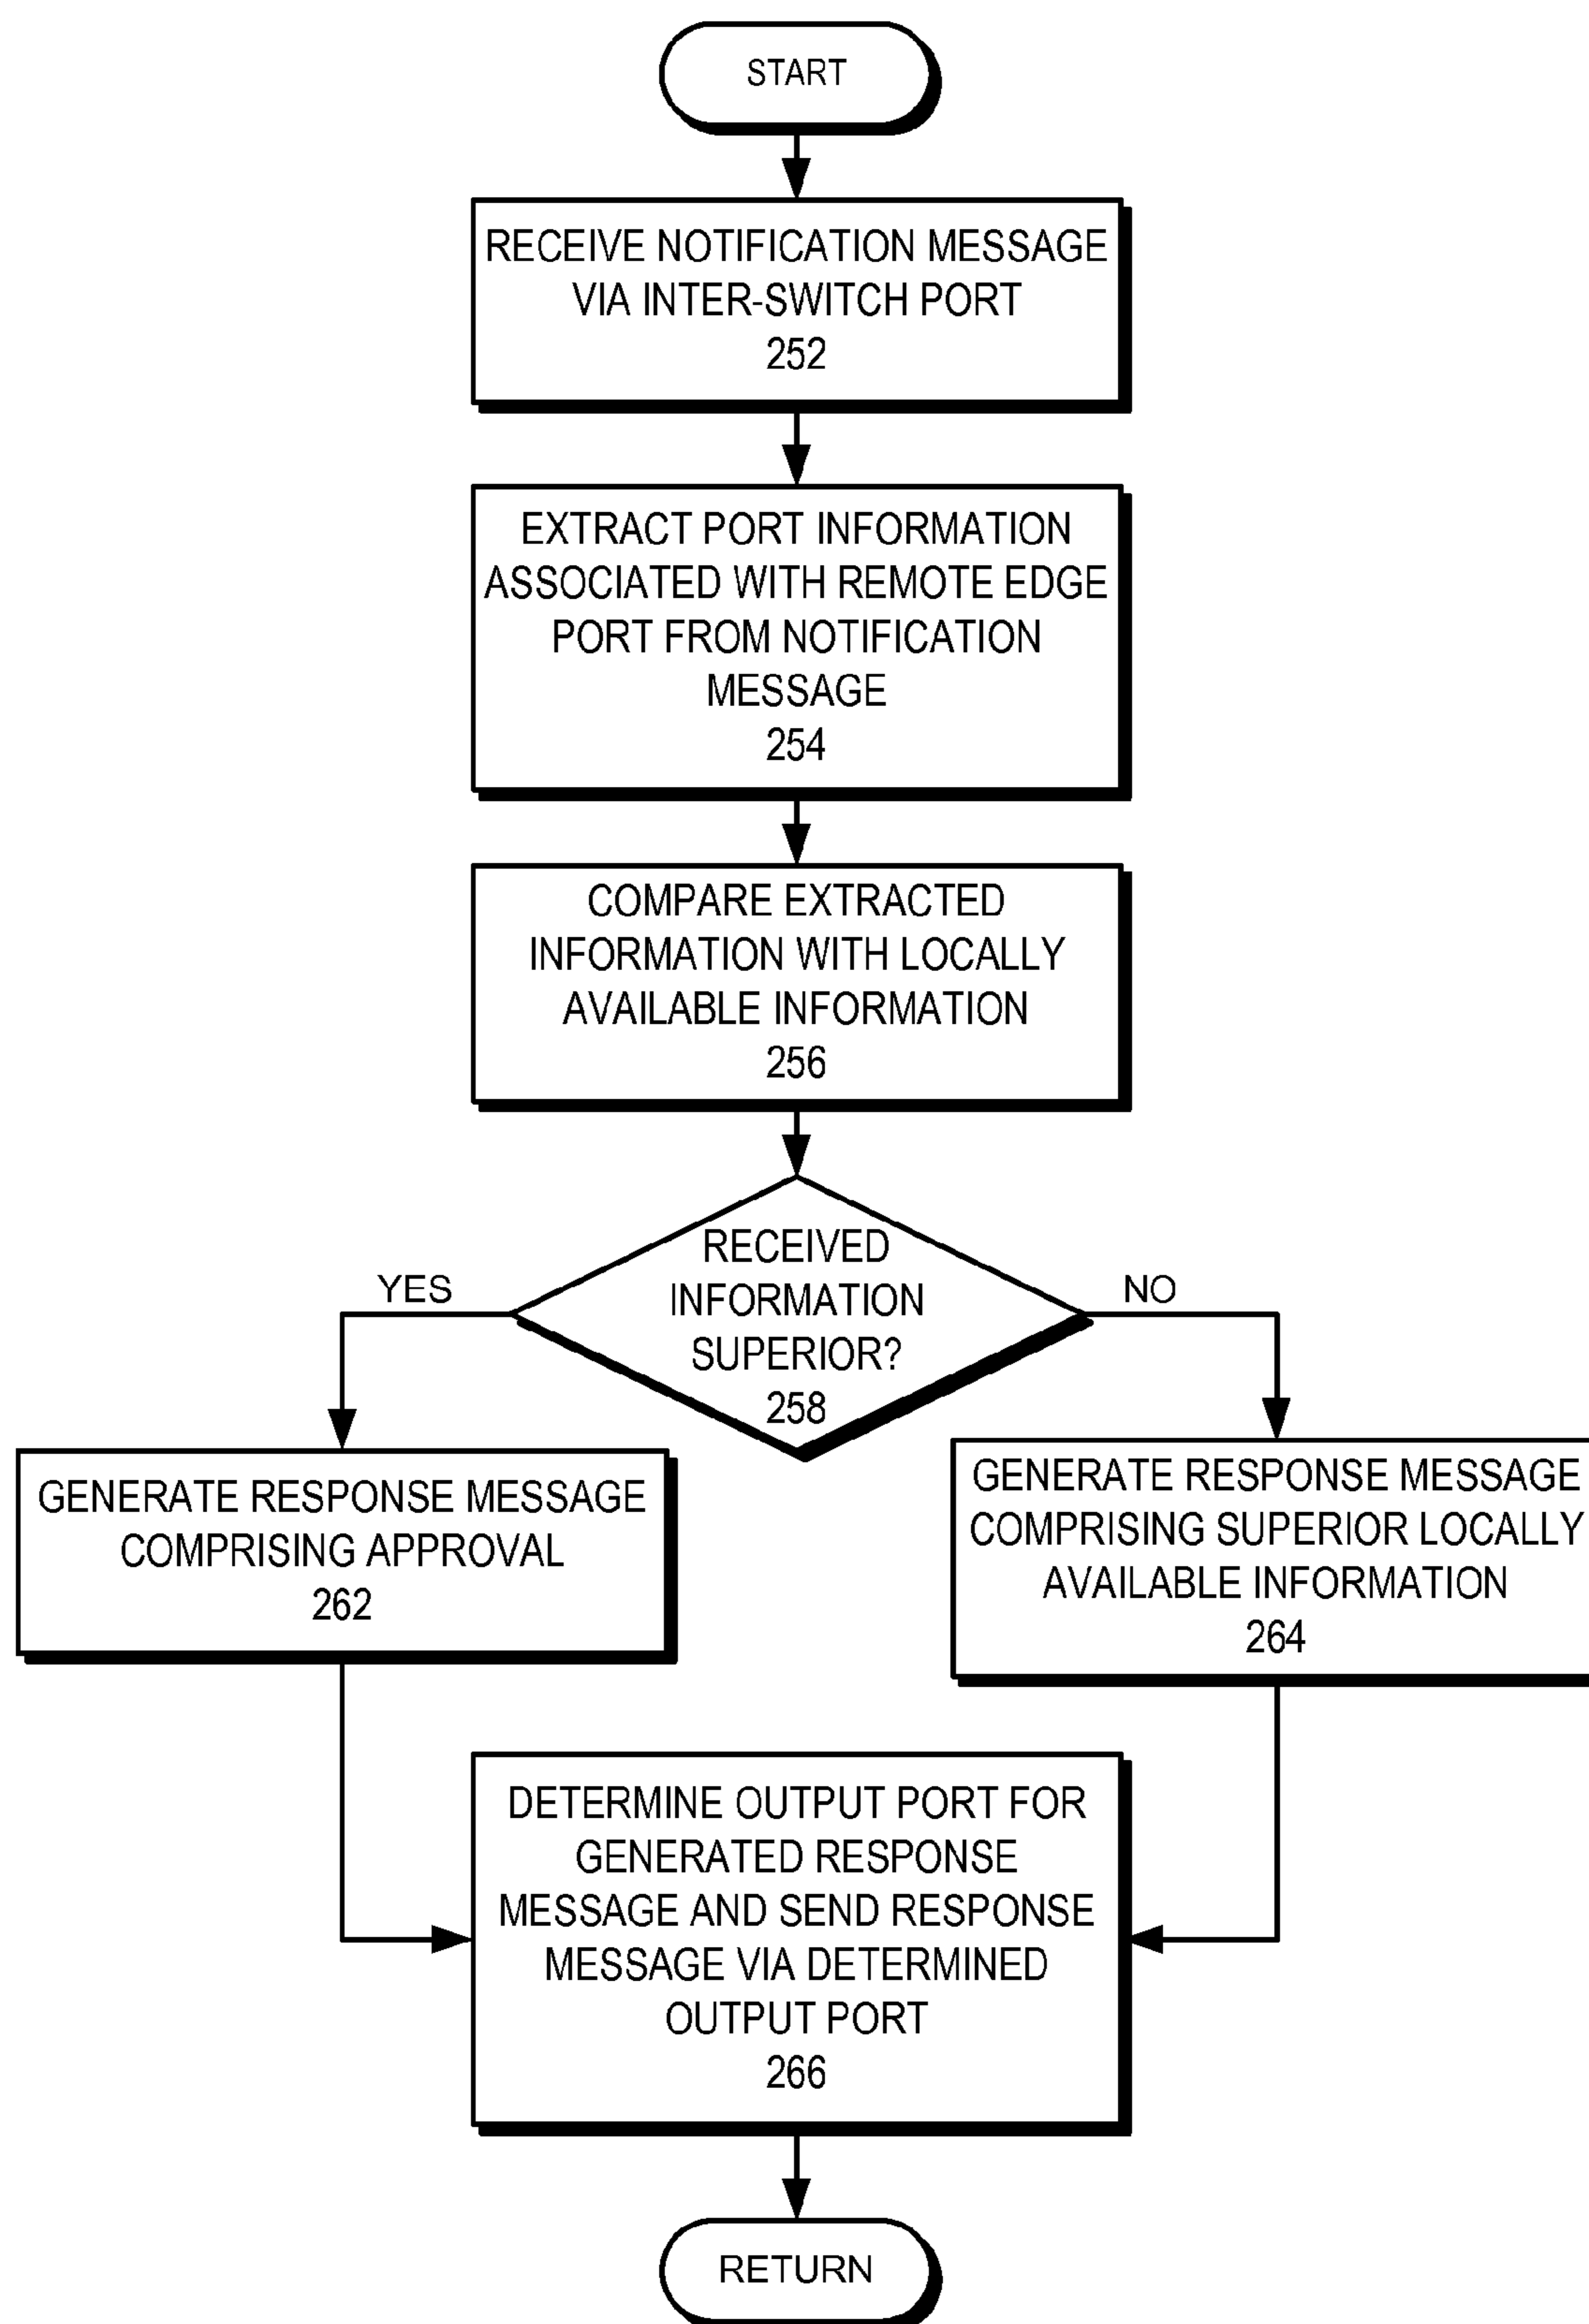 START
RECEIVE NOTIFICATION MESSAGE
VIA INTER-SWITCH PORT
252
EXTRACT PORT INFORMATION
ASSOCIATED WITH REMOTE EDGE
PORT FROM NOTIFICATION
MESSAGE
254
COMPARE EXTRACTED
INFORMATION WITH LOCALLY
AVAILABLE INFORMATION
256
RECEIVED
INFORMATION
SUPERIOR?
258
YES
NO
GENERATE RESPONSE MESSAGE
COMPRISING APPROVAL
262
GENERATE RESPONSE MESSAGE
COMPRISING SUPERIOR LOCALLY
AVAILABLE INFORMATION
264
DETERMINE OUTPUT PORT FOR
GENERATED RESPONSE
MESSAGE AND SEND RESPONSE
MESSAGE VIA DETERMINED
OUTPUT PORT
266
RETURN